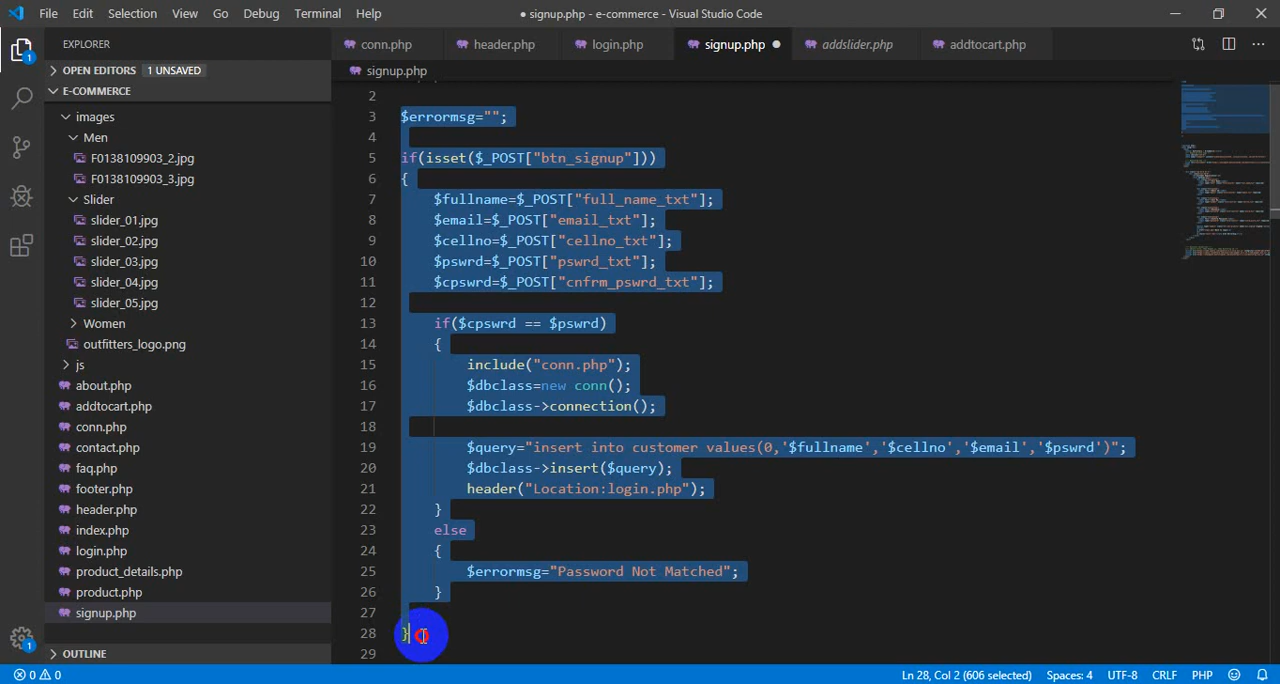 File Edit Selection View Go Debug Terminal Help
● signup.php - e-commerce - Visual Studio Code
EXPLORER
OPEN EDITORS 1 UNSAVED
E-COMMERCE
images
Men
F0138109903_2.jpg
F0138109903_3.jpg
Slider
slider_01.jpg
slider_02.jpg
slider_03.jpg
slider_04.jpg
slider_05.jpg
Women
outfitters_logo.png
js
about.php
addtocart.php
conn.php
contact.php
faq.php
footer.php
header.php
index.php
login.php
product_details.php
product.php
signup.php
OUTLINE
1
1
conn.php header.php login.php signup.php addslider.php addtocart.php
signup.php
2
3 $errormsg="";
4
5 if(isset($_POST["btn_signup"]))
6 {
7 $fullname=$_POST["full_name_txt"];
8 $email=$_POST["email_txt"];
9 $cellno=$_POST["cellno_txt"];
10 $pswrd=$_POST["pswrd_txt"];
11 $cpswrd=$_POST["cnfrm_pswrd_txt"];
12
13 if($cpswrd == $pswrd)
14 {
15 include("conn.php");
16 $dbclass=new conn();
17 $dbclass->connection();
18
19 $query="insert into customer values(0,'$fullname','$cellno','$email','$pswrd')";
20 $dbclass->insert($query);
21 header("Location:login.php");
22 }
23 else
24 {
25 $errormsg="Password Not Matched";
26 }
27
28 }
29
0 0 Ln 28, Col 2 (606 selected) Spaces: 4 UTF-8 CRLF PHP